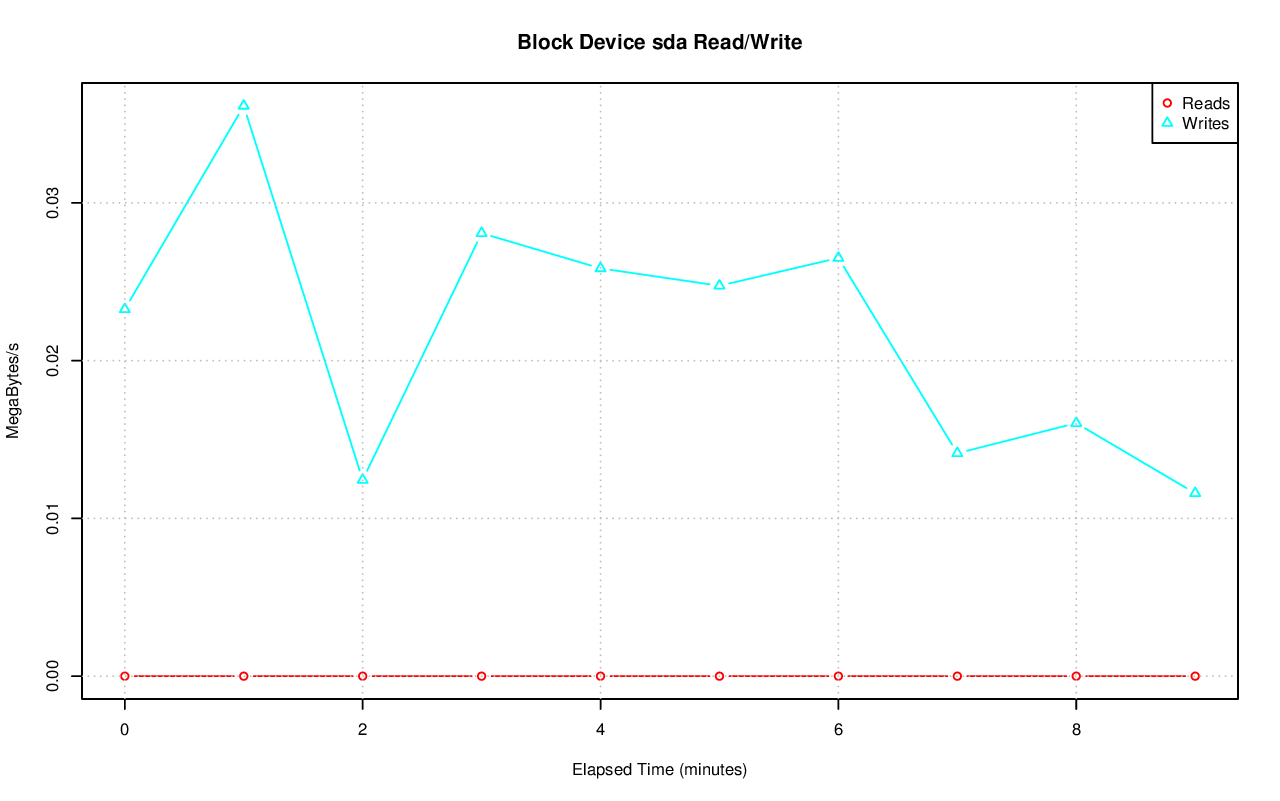 Block Device sda Read/Write
Reads
Writes
MegaBytes/s
0.03
0.02
0.01
0.00
0 2 4 6 8
Elapsed Time (minutes)